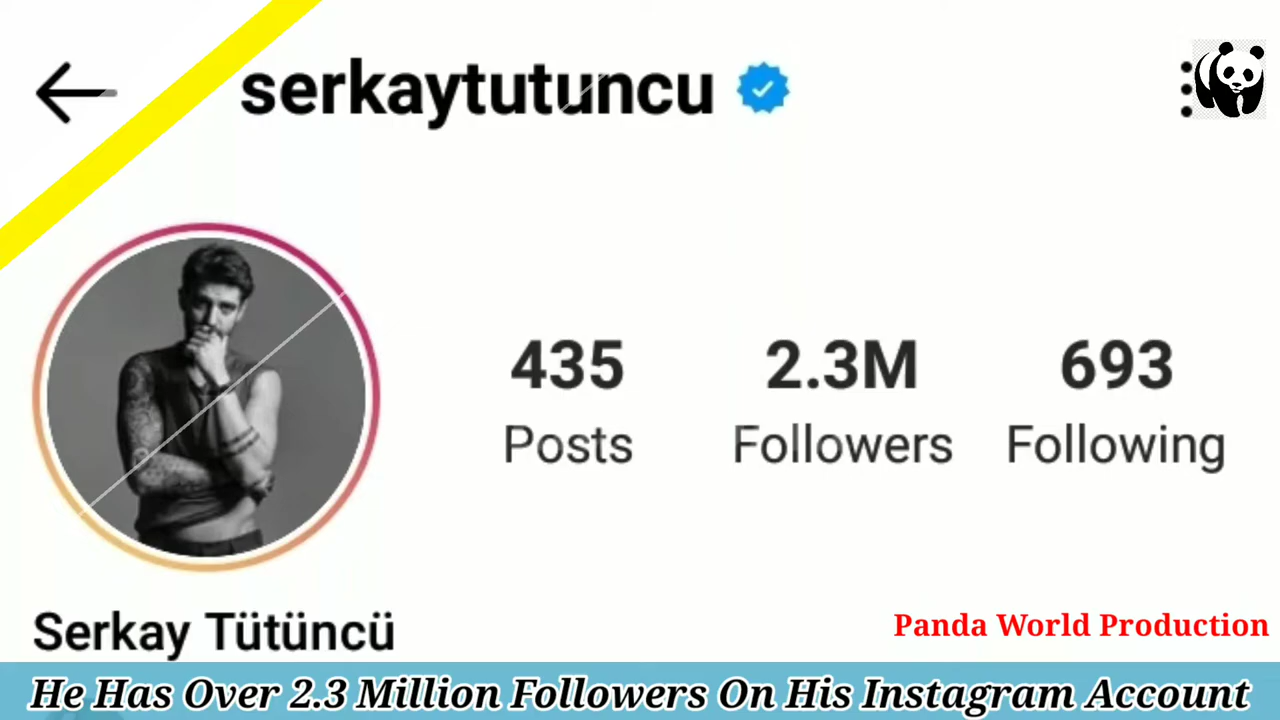 serkaytutuncu
435 2.3M 693
Posts Followers Following
Serkay Tütüncü
Panda World Production
He Has Over 2.3 Million Followers On His Instagram Account